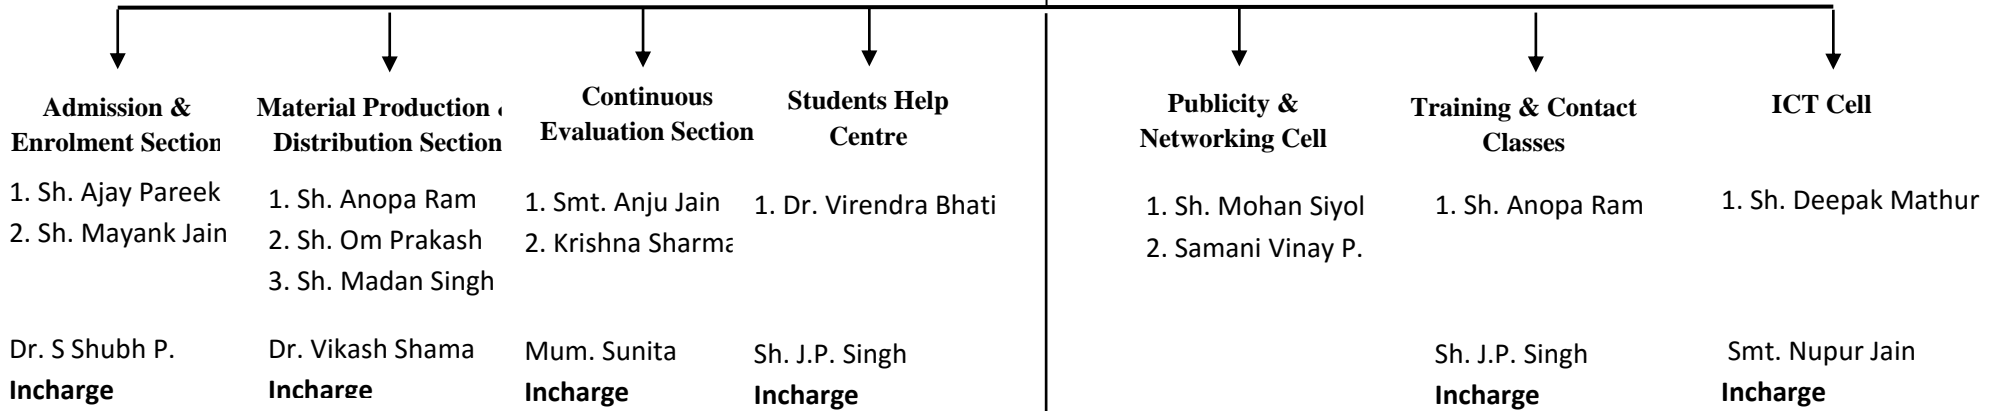 Admission &
Enrolment Section
1. Sh. Ajay Pareek
2. Sh. Mayank Jain
Dr. S Shubh P.
Incharge
Material Production
Distribution Section
1. Sh. Anopa Ram
2. Sh. Om Prakash
3. Sh. Madan Singh
Dr. Vikash Shama
Incharge
Continuous
Evaluation Section
1. Smt. Anju Jain
2. Krishna Sharma
Mum. Sunita
Incharge
Students Help
Centre
1. Dr. Virendra Bhati
Sh. J.P. Singh
Incharge
Publicity &
Networking Cell
1. Sh. Mohan Siyol
2. Samani Vinay P.
Training & Contact
Classes
1. Sh. Anopa Ram
Sh. J.P. Singh
Incharge
ICT Cell
1. Sh. Deepak Mathur
Smt. Nupur Jain
Incharge